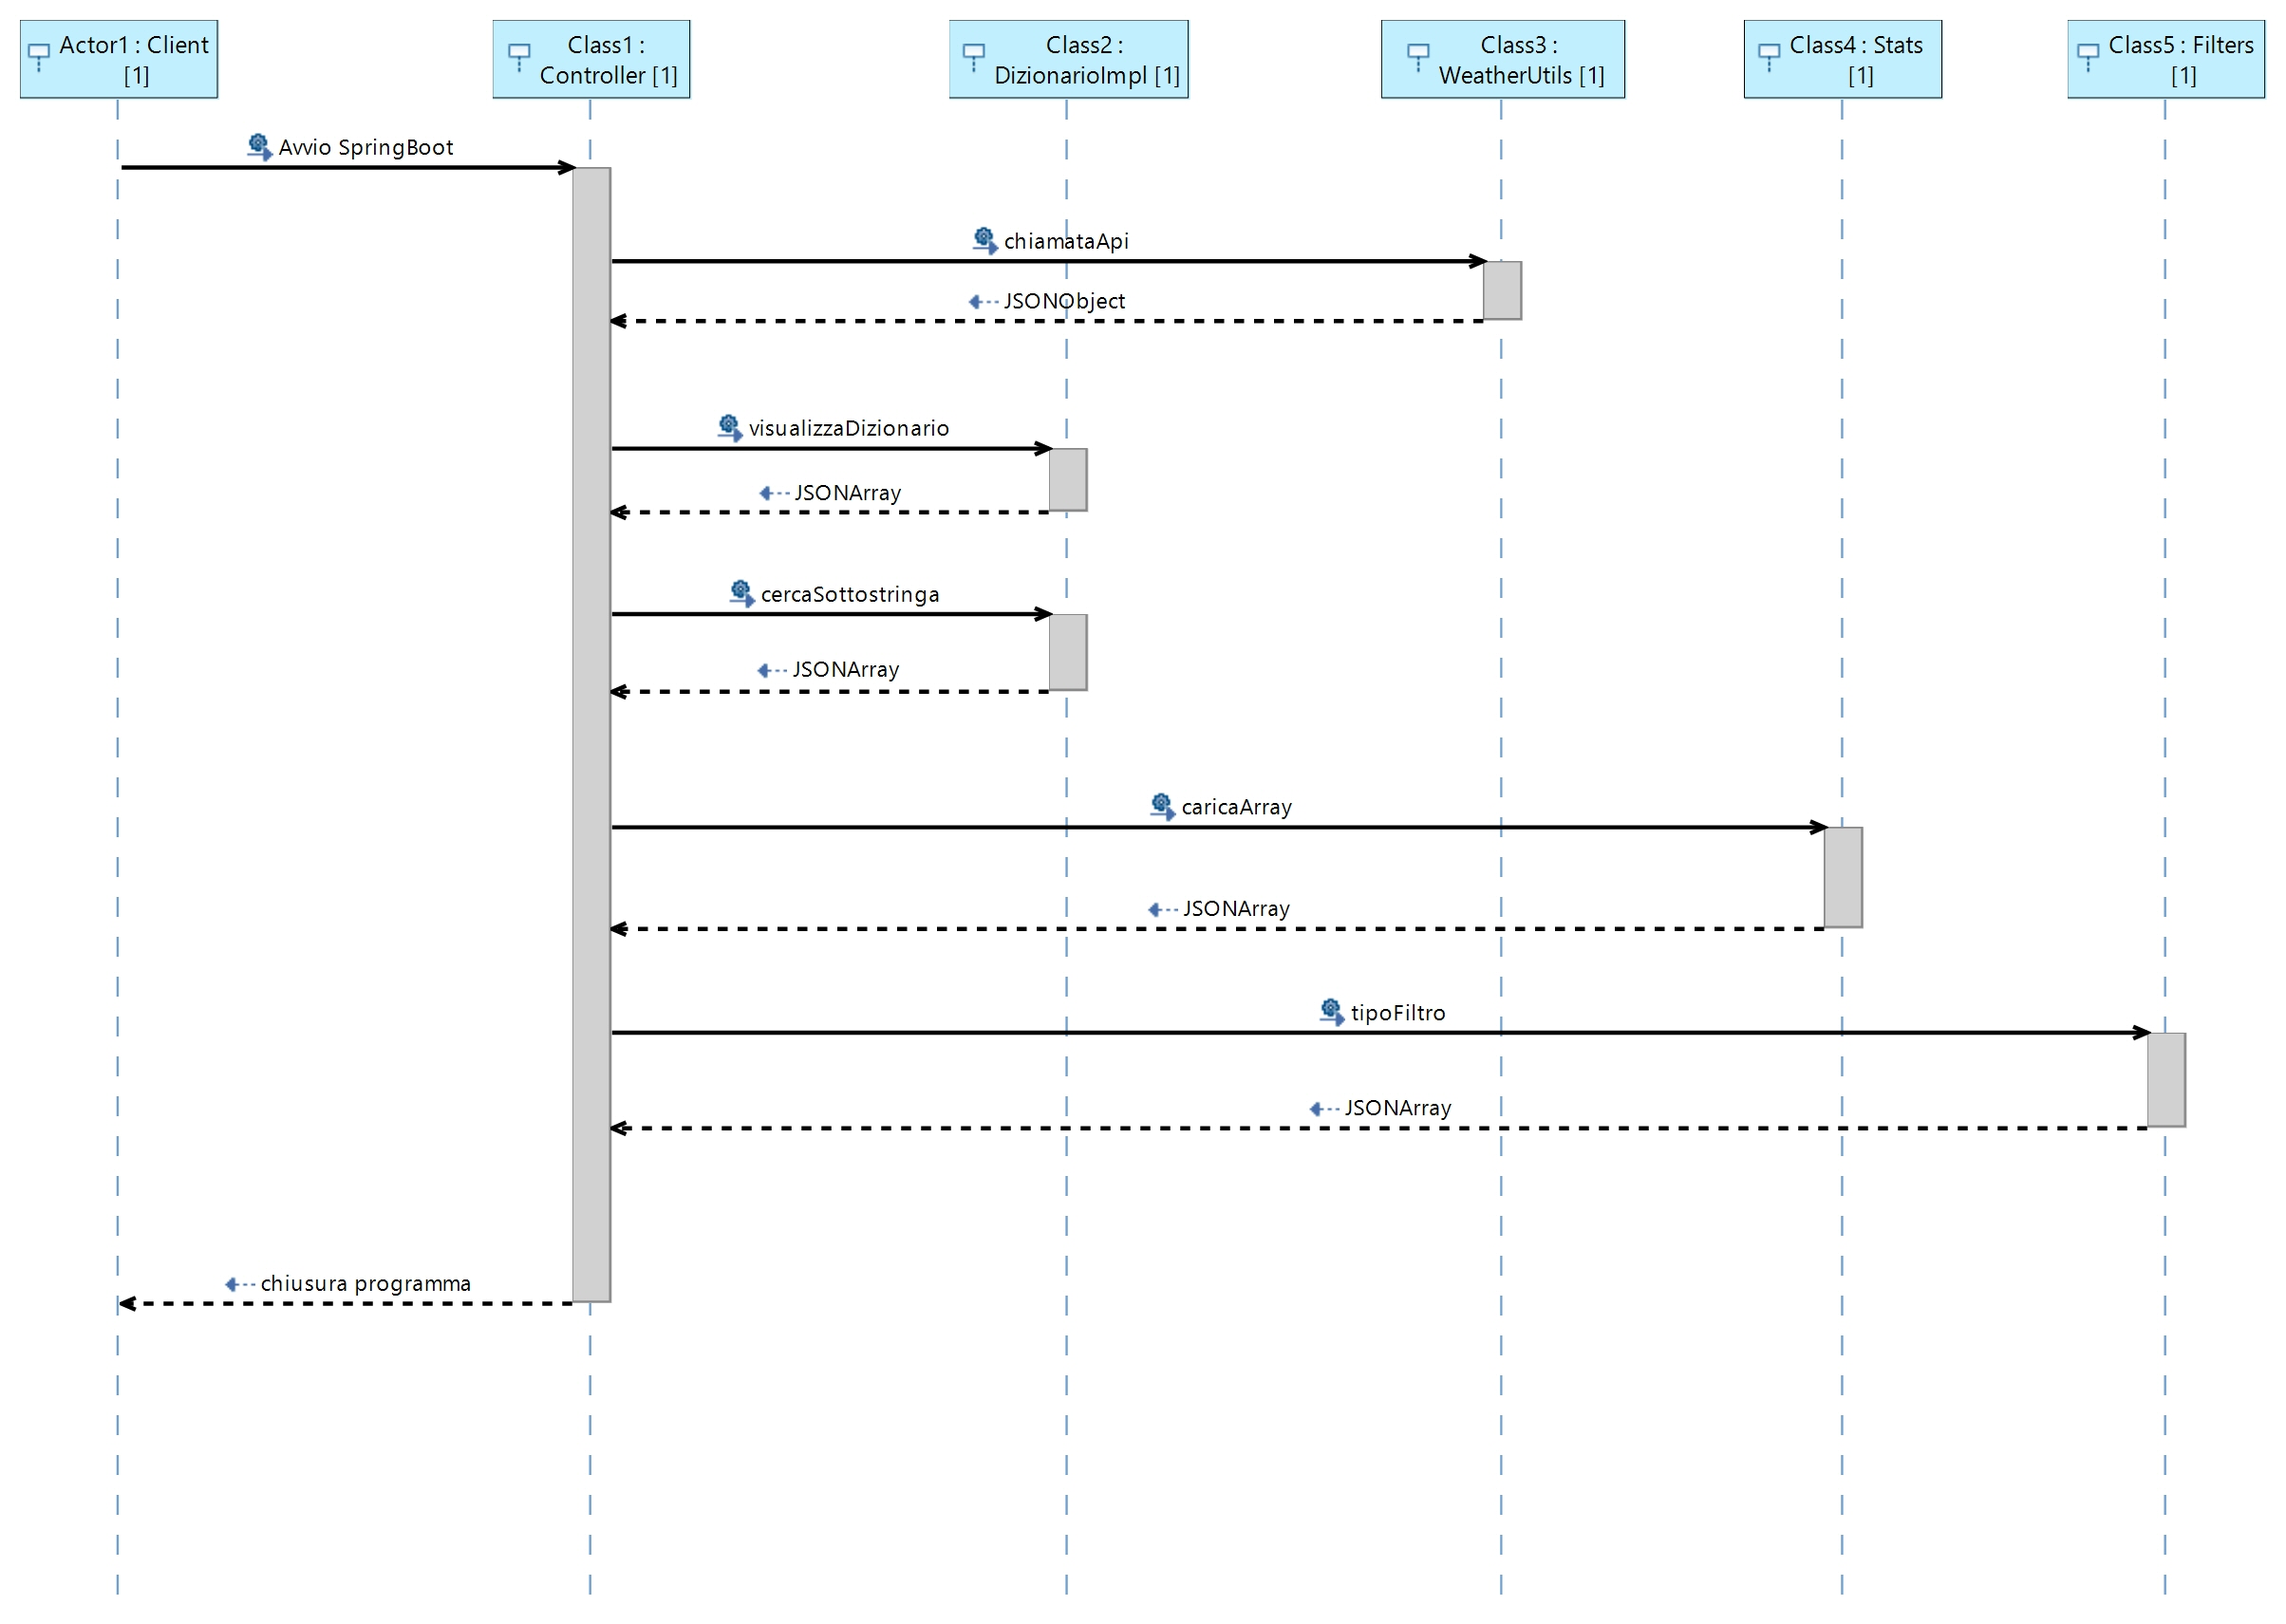 Actor1 : Client
[1]
Class1 :
Controller [1]
Class2 :
DizionarioImpl [1]
Class3 :
WeatherUtils [1]
Class4 : Stats
[1]
Class5 : Filters
[1]
Avvio SpringBoot
chiamataApi
JSONObject
visualizzaDizionario
JSONArray
cercaSottostringa
JSONArray
caricaArray
JSONArray
tipoFiltro
JSONArray
chiusura programma